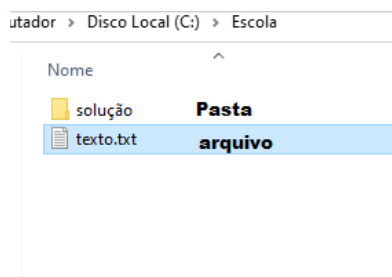 utador > Disco Local (C:) > Escola
Nome
solução Pasta
texto.txt arquivo